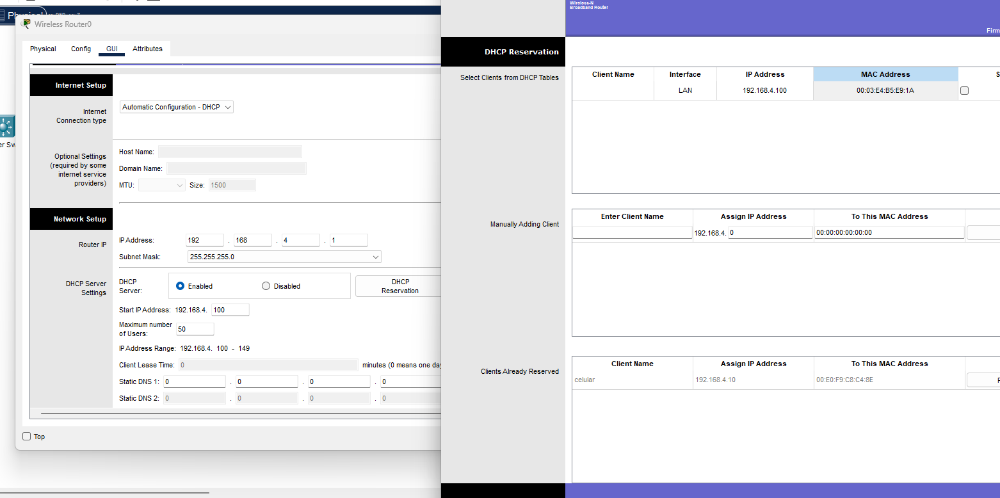 Physical
Wireless Router0
Physical Config GUI Attributes
Internet Setup
Internet
Connection type
Automatic Configuration - DHCP
Optional Settings
(required by some
internet service
providers)
Host Name:
Domain Name:
MTU: Size: 1500
Network Setup
Router IP
IP Address: 192 . 168 . 4 . 1
Subnet Mask: 255.255.255.0
DHCP Server
Settings
DHCP
Server:
Enabled Disabled
DHCP
Reservation
Start IP Address: 192.168.4. 100
Maximum number
of Users: 50
IP Address Range: 192.168.4. 100 - 149
Client Lease Time: 0 minutes (0 means one day
Static DNS 1: 0 . 0 . 0 . 0
Static DNS 2: 0 . 0 . 0 . 0
Top
er Sw
Wireless-N
Broadband Router
Firm
DHCP Reservation
Select Clients from DHCP Tables
Client Name Interface IP Address MAC Address S
LAN 192.168.4.100 00:03:E4:B5:E9:1A
Manually Adding Client
Enter Client Name Assign IP Address To This MAC Address
192.168.4. 0 00:00:00:00:00:00
Clients Already Reserved
Client Name Assign IP Address To This MAC Address
celular 192.168.4.10 00:E0:F9:C8:C4:8E